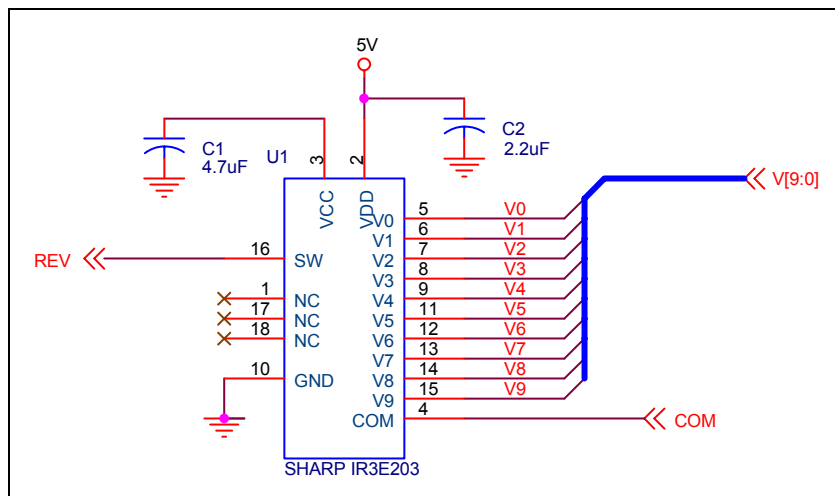 5V
C1
4.7uF
C2
2.2uF
U1
3
2
VCC
VDD
V[9:0]
V0
5
V0
V1
6
V1
REV
16
SW
V2
7
V2
V3
8
V3
1
NC
V4
9
V4
17
NC
V5
11
V5
18
NC
V6
12
V6
V7
13
V7
10
GND
V8
14
V8
V9
15
V9
COM
4
COM
SHARP IR3E203